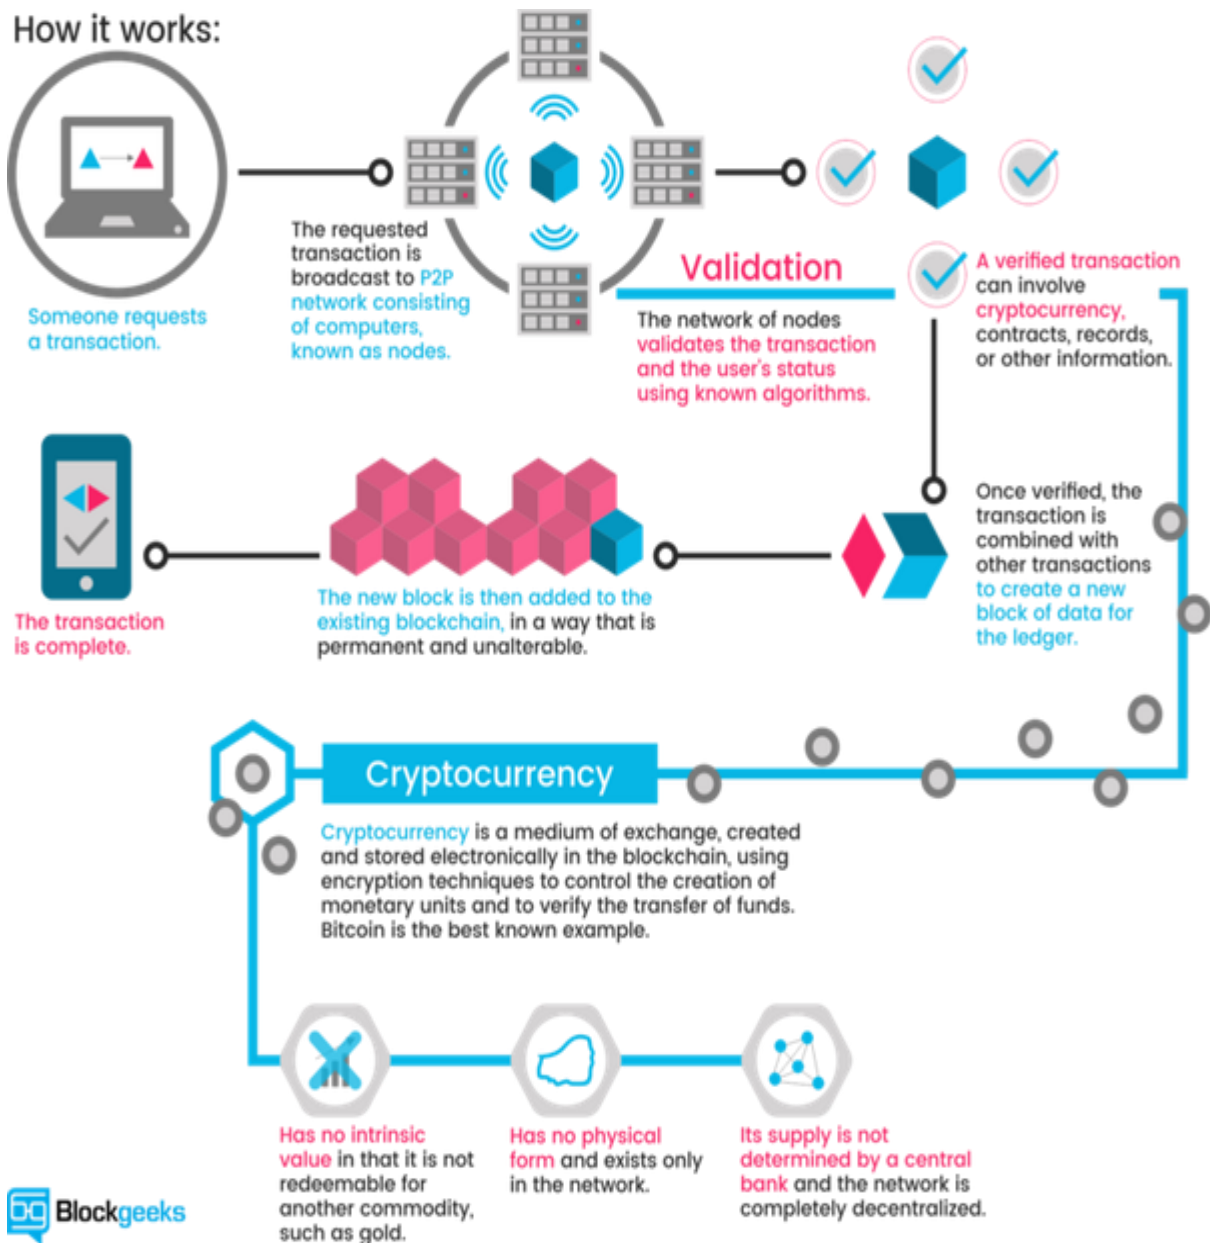 How it works:
Someone requests
a transaction.
The requested
transaction is
broadcast to P2P
network consisting
of computers,
known as nodes.
Validation
The network of nodes
validates the transaction
and the user's status
using known algorithms.
A verified transaction
can involve
cryptocurrency,
contracts, records,
or other information.
Once verified, the
transaction is
combined with
other transactions
to create a new
block of data for
the ledger.
The new block is then added to the
existing blockchain, in a way that is
permanent and unalterable.
The transaction
is complete.
Cryptocurrency
Cryptocurrency is a medium of exchange, created
and stored electronically in the blockchain, using
encryption techniques to control the creation of
monetary units and to verify the transfer of funds.
Bitcoin is the best known example.
Has no intrinsic
value in that it is not
redeemable for
another commodity,
such as gold.
Has no physical
form and exists only
in the network.
Its supply is not
determined by a central
bank and the network is
completely decentralized.
Blockgeeks